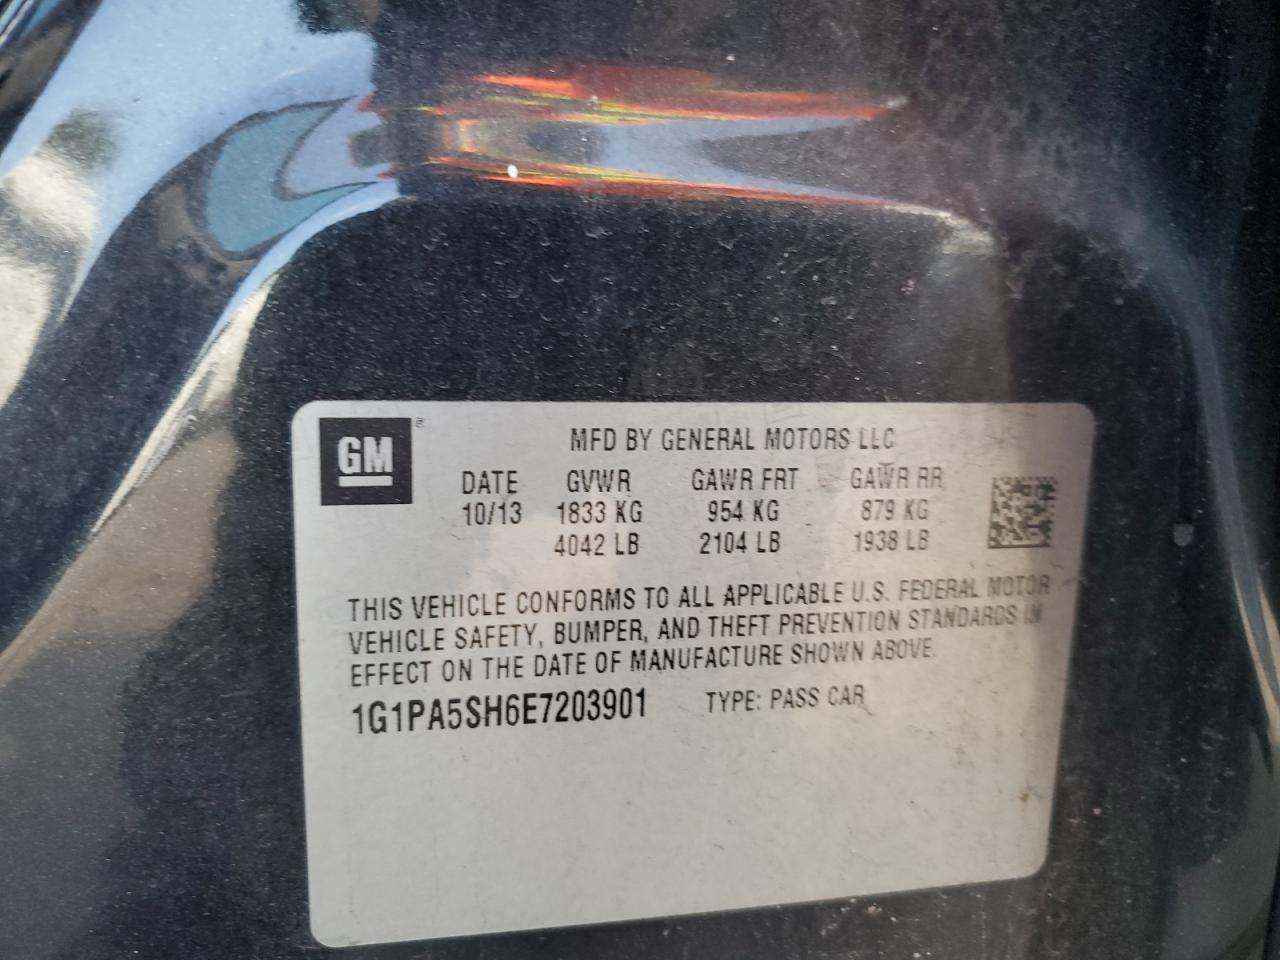 GM ®
MFD BY GENERAL MOTORS LLC
DATE GVWR GAWR FRT GAWR RR
10/13 1833 KG 954 KG 879 KG
4042 LB 2104 LB 1938 LB
THIS VEHICLE CONFORMS TO ALL APPLICABLE U.S. FEDERAL MOTOR
VEHICLE SAFETY, BUMPER, AND THEFT PREVENTION STANDARDS IN
EFFECT ON THE DATE OF MANUFACTURE SHOWN ABOVE.
1G1PA5SH6E7203901 TYPE: PASS CAR